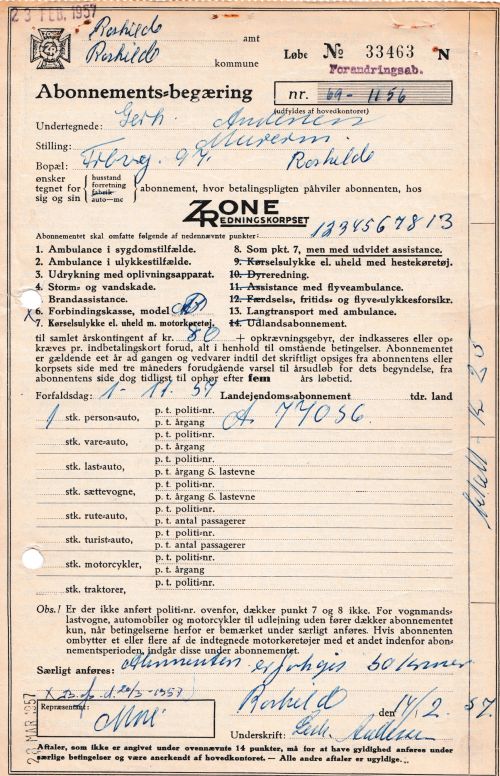 23 FEB. 1957
Roskilde amt
Roskilde kommune
Løbe № 33463 N
Forandringsab.
Abonnements-begæring
nr. 69 - 1156
(udfyldes af hovedkontoret)
Undertegnede: Gerh. Andersen
Stilling: Murerm.
Bopæl: Roskilde
ønsker tegnet for sig og sin { husstand forretning fabrik auto-mc } abonnement, hvor betalingspligten påhviler abonnenten, hos
ZONE
REDNINGSKORPSET
Abonnementet skal omfatte følgende af nedennævnte punkter: 1 2 3 4 5 6 7 8 13
1. Ambulance i sygdomstilfælde.
2. Ambulance i ulykkestilfælde.
3. Udrykning med oplivningsapparat.
4. Storm- og vandskade.
5. Brandassistance.
X 6. Forbindingskasse, model
7. Kørselsulykke el. uheld m. motorkøretøj.
8. Som pkt. 7, men med udvidet assistance.
9. Kørselsulykke el. uheld med hestekøretøj.
10. Dyreredning.
11. Assistance med flyveambulance.
12. Færdsels-, fritids- og flyve-ulykkesforsikr.
13. Langtransport med ambulance.
14. Udlandsabonnement.
til samlet årskontingent af kr. 80 + opkrævningsgebyr, der indkasseres eller op-
kræves pr. indbetalingskort forud, alt i henhold til omstående betingelser. Abonnementet
er gældende eet år ad gangen og vedvarer indtil det skriftligt opsiges fra abonnentens eller
korpsets side med tre måneders forudgående varsel til årsudløb for dets begyndelse, fra
abonnentens side dog tidligst til ophør efter fem års løbetid.
Forfaldsdag: 1-11.57 Landejendoms-abonnement tdr. land
1 stk. person-auto, p. t. politi-nr. A 77056
p. t. årgang
stk. vare-auto, p. t. politi-nr.
p. t. årgang
stk. last-auto, p. t. politi-nr.
p. t. årgang & lastevne
stk. sættevogne, p. t. politi-nr.
p. t. årgang & lastevne
stk. rute-auto, p. t. politi-nr.
p. t. antal passagerer
stk. turist-auto, p. t. politi-nr.
p. t. antal passagerer
stk. motorcykler, p. t. politi-nr.
p. t. årgang
stk. traktorer, p. t. politi-nr.
p. t. årgang
Obs.! Er der ikke anført politi-nr. ovenfor, dækker punkt 7 og 8 ikke. For vognmands-
lastvogne, automobiler og motorcykler til udlejning uden fører dækker abonnementet
kun, når betingelserne herfor er bemærket under særligt anføres. Hvis abonnenten
ombytter et eller flere af de indtegnede motorkøretøjer med et andet indenfor abon-
nementsperioden, indgår disse under abonnementet.
Særligt anføres: 50 kroner
28 MAR 1957
Repræsentant:
Roskilde den 14/2 57.
Underskrift: Gerh. Andersen
Aftaler, som ikke er angivet under ovennævnte 14 punkter, må for at have gyldighed anføres under
særlige betingelser og være anerkendt af hovedkontoret. — Alle andre aftaler er ugyldige.